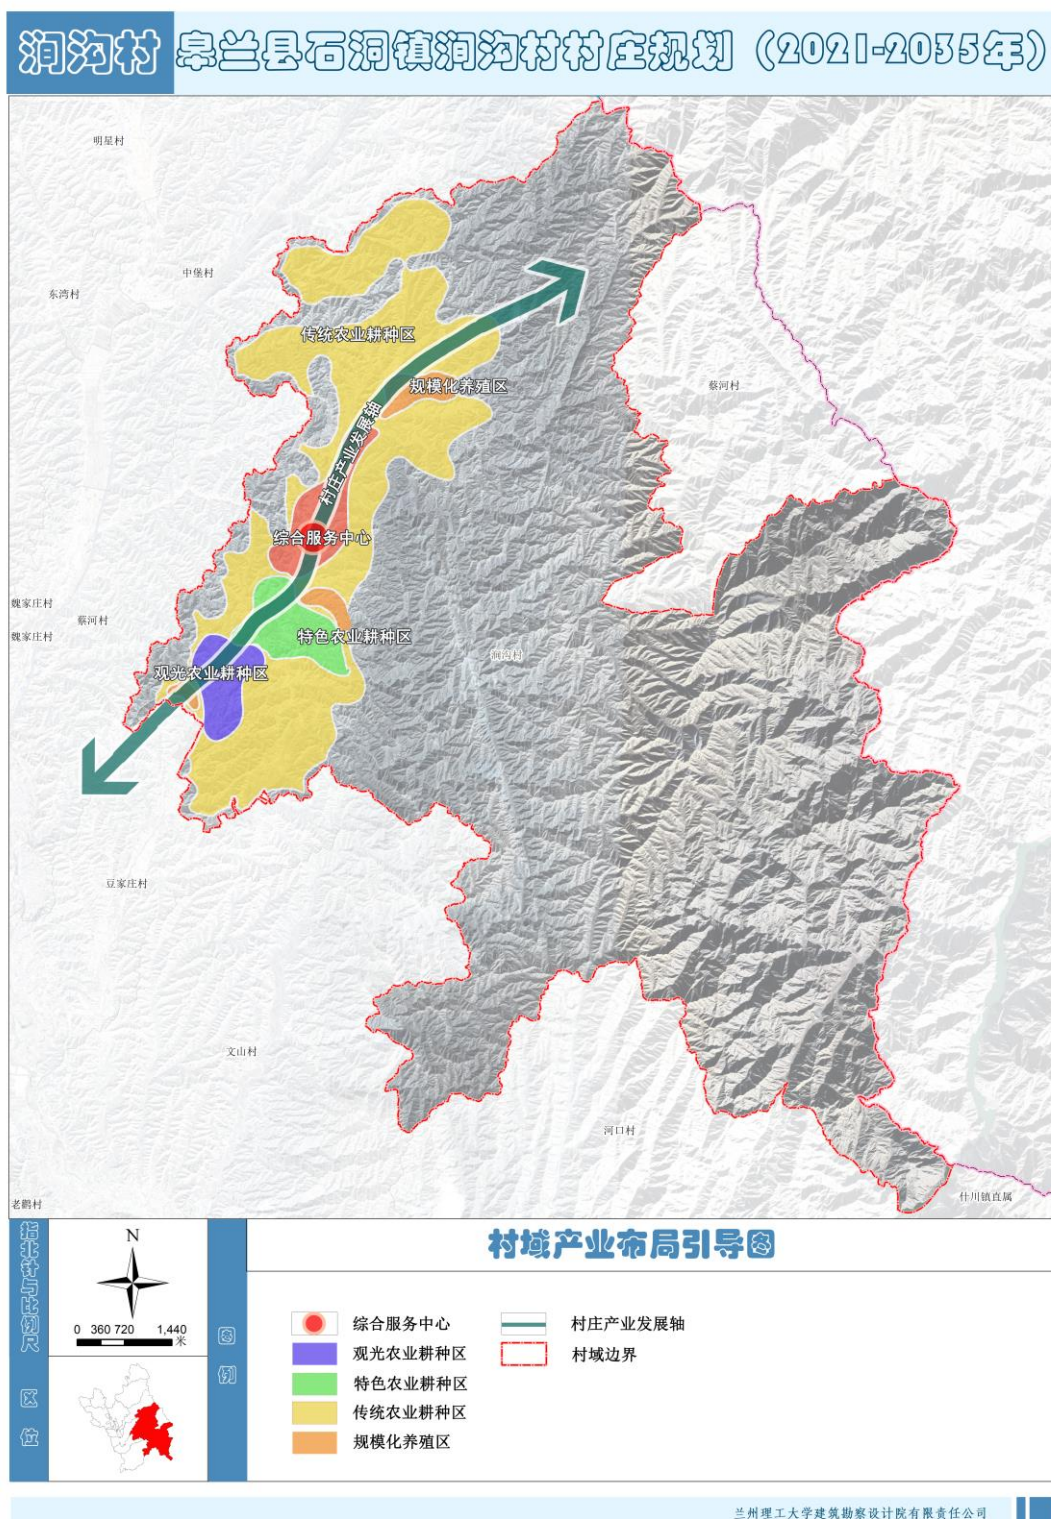 涧沟村
皋兰县石洞镇涧沟村村庄规划（2021-2035年）
明星村
中堡村
东湾村
传统农业耕种区
蔡河村
规模化养殖区
村庄产业发展轴
综合服务中心
魏家庄村
蔡河村
魏家庄村
特色农业耕种区
涧沟村
观光农业耕种区
豆家庄村
文山村
河口村
老鹳村
什川镇直属
指北针与比例尺
N
0 360 720 1,440
米
区位
图例
村域产业布局引导图
综合服务中心
村庄产业发展轴
观光农业耕种区
村域边界
特色农业耕种区
传统农业耕种区
规模化养殖区
兰州理工大学建筑勘察设计院有限责任公司